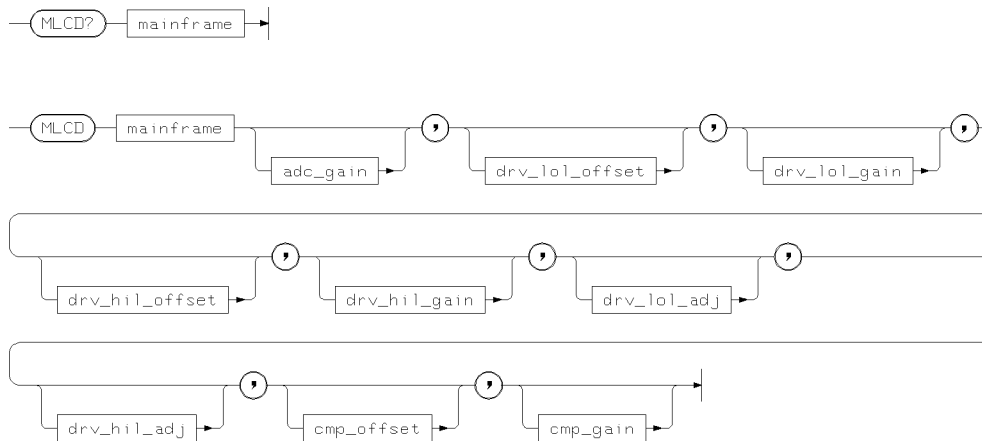 MLCD? mainframe
MLCD mainframe , , , ,
adc_gain drv_lol_offset drv_lol_gain
, , ,
drv_hil_offset drv_hil_gain drv_lol_adj
, ,
drv_hil_adj cmp_offset cmp_gain